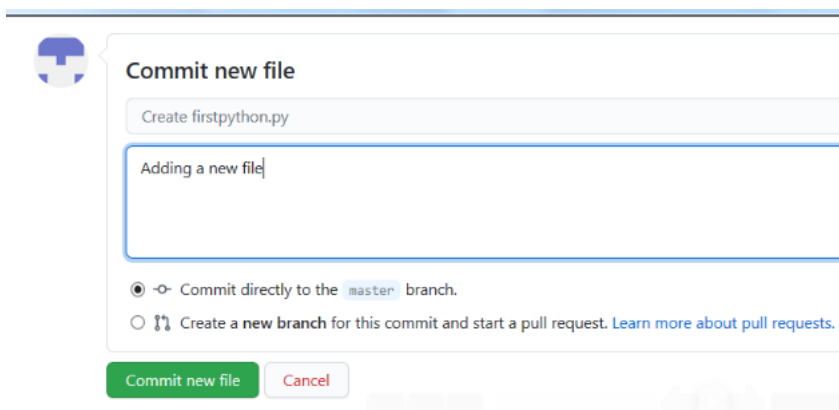 Commit new file
Create firstpython.py
Adding a new file
Commit directly to the master branch.
Create a new branch for this commit and start a pull request. Learn more about pull requests.
Commit new file Cancel